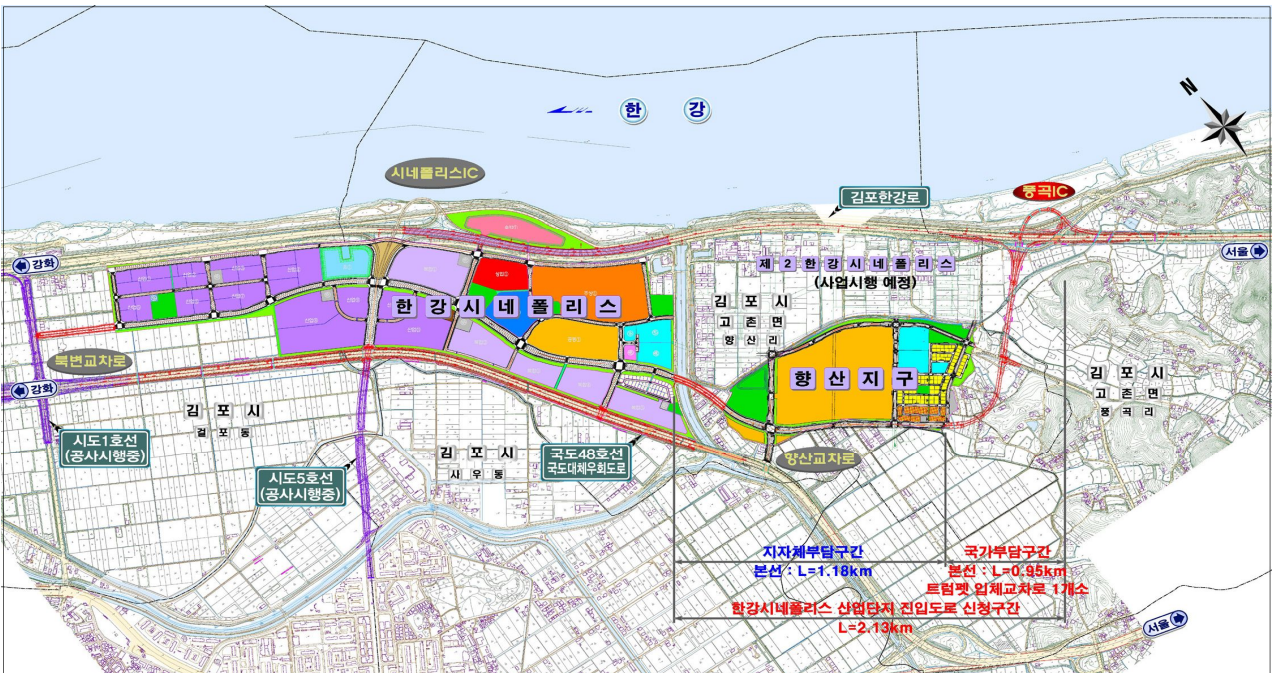 N
한 강
시네폴리스IC
김포한강로
풍곡IC
강화
서울
제2한강시네폴리스
(사업시행 예정)
한강시네폴리스
김포시
고촌면
향산리
북변교차로
강화
향산지구
김포시
고촌면
풍곡리
김포시
걸포동
시도1호선
(공사시행중)
시도5호선
(공사시행중)
김포시
사우동
국도48호선
국도대체우회도로
향산교차로
지자체부담구간
본선 : L=1.18km
국가부담구간
본선 : L=0.95km
트럼펫 입체교차로 1개소
한강시네폴리스 산업단지 진입도로 신청구간
L=2.13km
서울